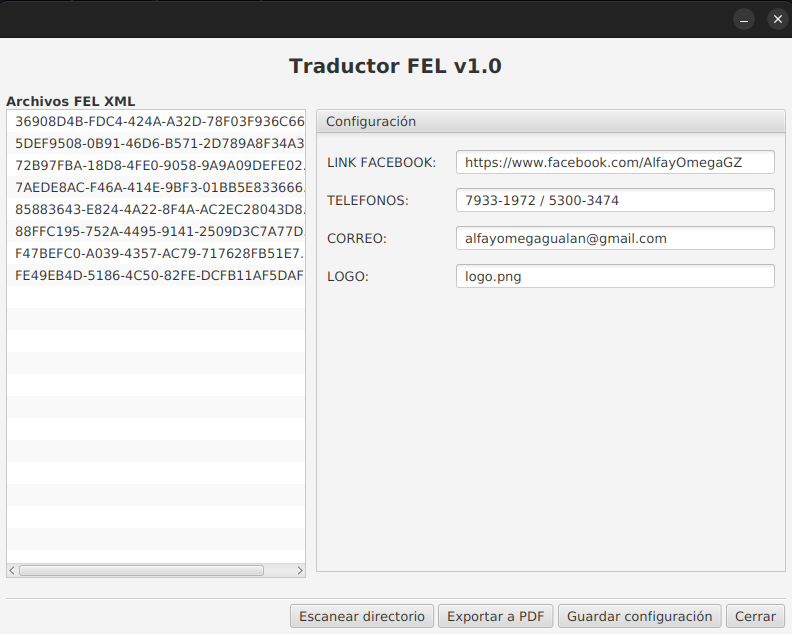 Traductor FEL v1.0
Archivos FEL XML
36908D4B-FDC4-424A-A32D-78F03F936C66
5DEF9508-0B91-46D6-B571-2D789A8F34A3
72B97FBA-18D8-4FE0-9058-9A9A09DEFE02.
7AEDE8AC-F46A-414E-9BF3-01BB5E833666.
85883643-E824-4A22-8F4A-AC2EC28043D8.
88FFC195-752A-4495-9141-2509D3C7A77D
F47BEFC0-A039-4357-AC79-717628FB51E7.
FE49EB4D-5186-4C50-82FE-DCFB11AF5DAF
Configuración
LINK FACEBOOK: https://www.facebook.com/AlfayOmegaGZ
TELEFONOS: 7933-1972 / 5300-3474
CORREO: alfayomegagualan@gmail.com
LOGO: logo.png
Escanear directorio Exportar a PDF Guardar configuración Cerrar